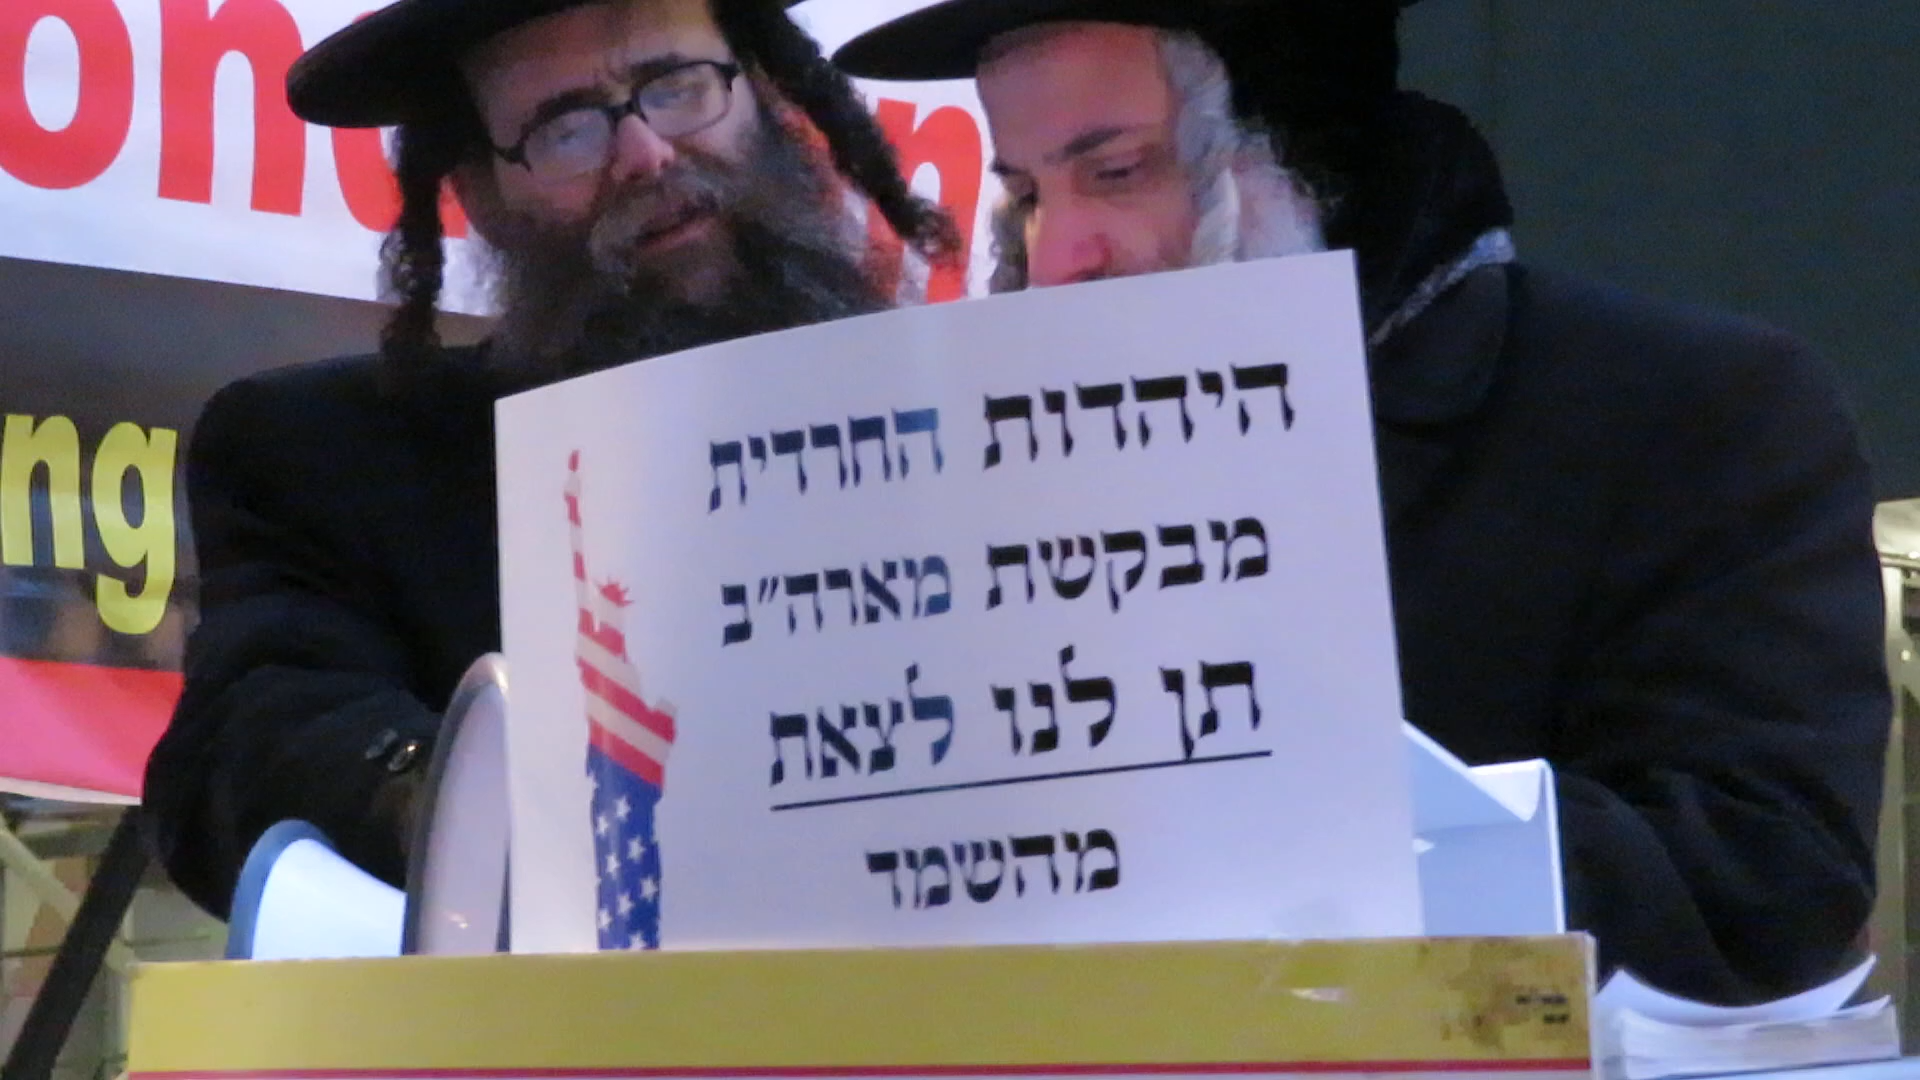 היהדות החרדית
מבקשת מארה״ב
תן לנו לצאת
מהשמד